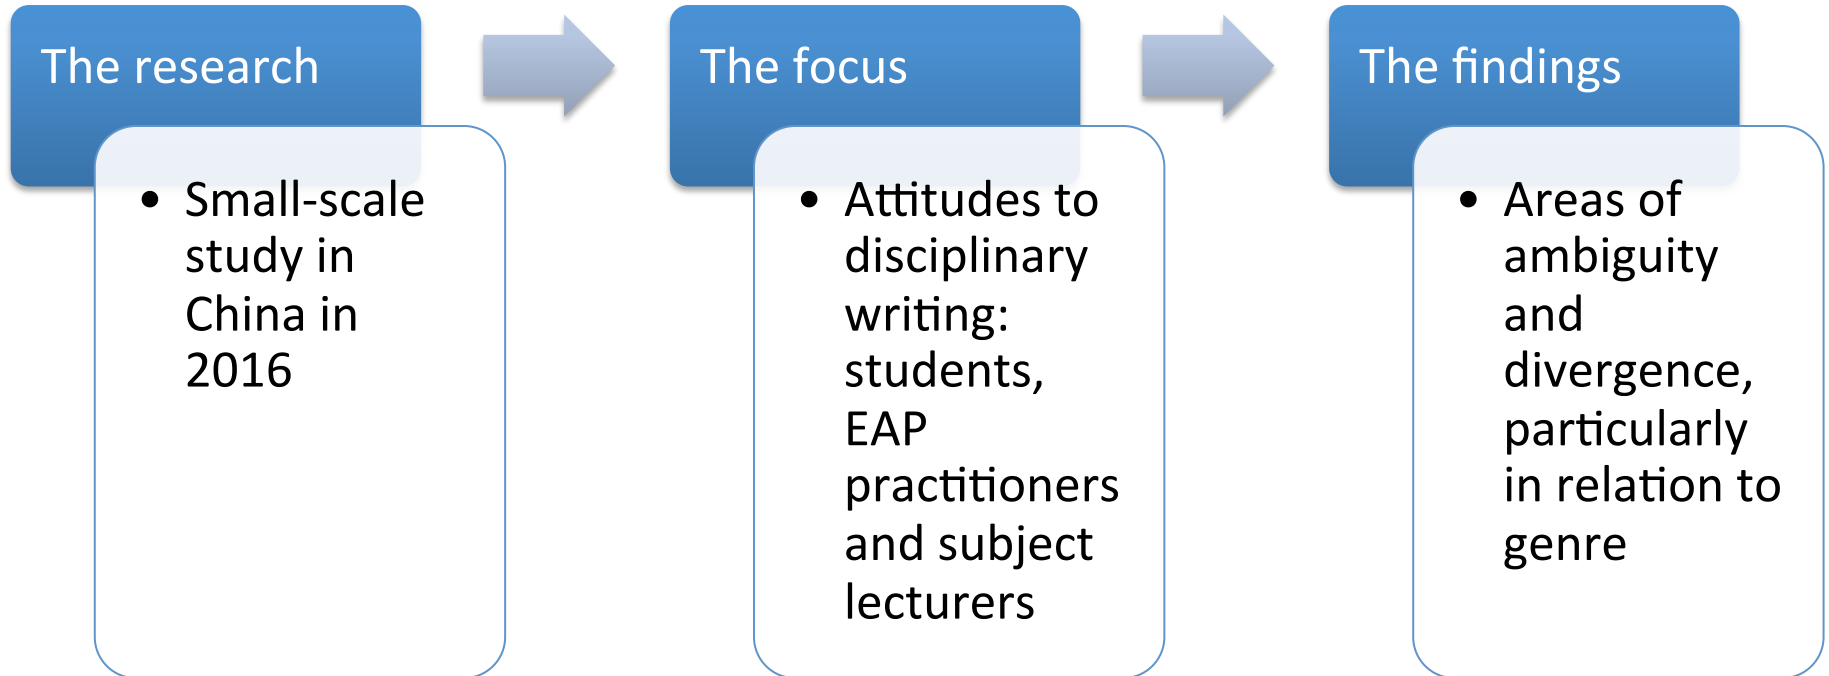 The research
• Small-scale
study in
China in
2016
The focus
• Attitudes to
disciplinary
writing:
students,
EAP
practitioners
and subject
lecturers
The findings
• Areas of
ambiguity
and
divergence,
particularly
in relation to
genre